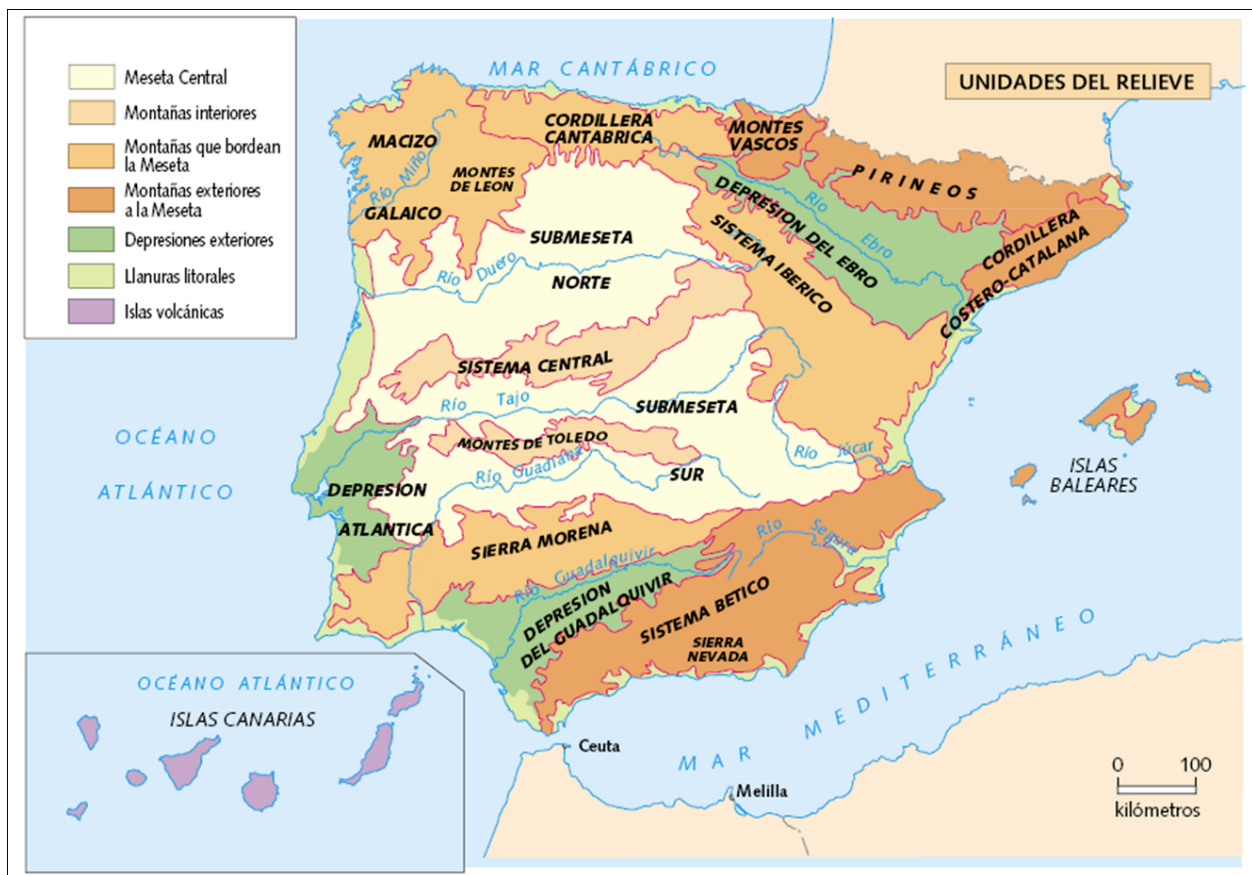 UNIDADES DEL RELIEVE
Meseta Central
Montañas interiores
Montañas que bordean
la Meseta
Montañas exteriores
a la Meseta
Depresiones exteriores
Llanuras litorales
Islas volcánicas
MAR CANTÁBRICO
MACIZO
GALAICO
Río Miño
MONTES
DE LEON
CORDILLERA
CANTABRICA
MONTES
VASCOS
PIRINEOS
DEPRESION DEL EBRO
Río Ebro
CORDILLERA
COSTERO-CATALANA
SISTEMA IBERICO
SUBMESETA
NORTE
Río Duero
SISTEMA CENTRAL
Río Tajo
SUBMESETA
SUR
MONTES DE TOLEDO
Río Guadiana
Río Júcar
OCÉANO
ATLÁNTICO
DEPRESION
ATLANTICA
ISLAS
BALEARES
SIERRA MORENA
Río Segura
Río Guadalquivir
DEPRESION
DEL GUADALQUIVIR
SISTEMA BETICO
SIERRA
NEVADA
MAR MEDITERRÁNEO
OCÉANO ATLÁNTICO
ISLAS CANARIAS
Ceuta
Melilla
0 100
kilómetros